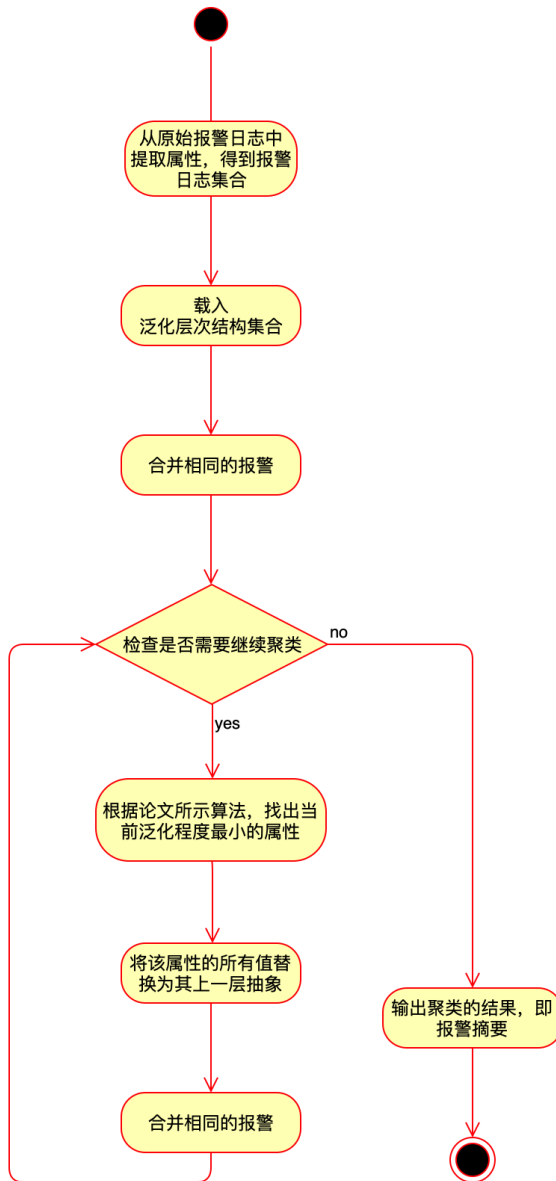 从原始报警日志中
提取属性，得到报警
日志集合
载入
泛化层次结构集合
合并相同的报警
检查是否需要继续聚类
no
yes
根据论文所示算法，找出当
前泛化程度最小的属性
将该属性的所有值替
换为其上一层抽象
输出聚类的结果，即
报警摘要
合并相同的报警